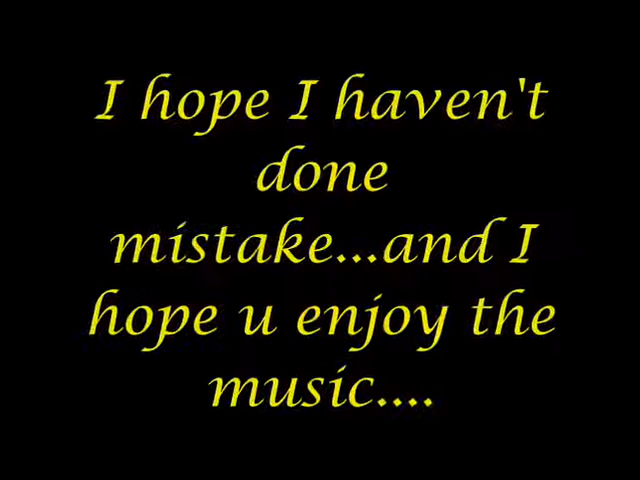 I hope I haven't
done
mistake...and I
hope u enjoy the
music....